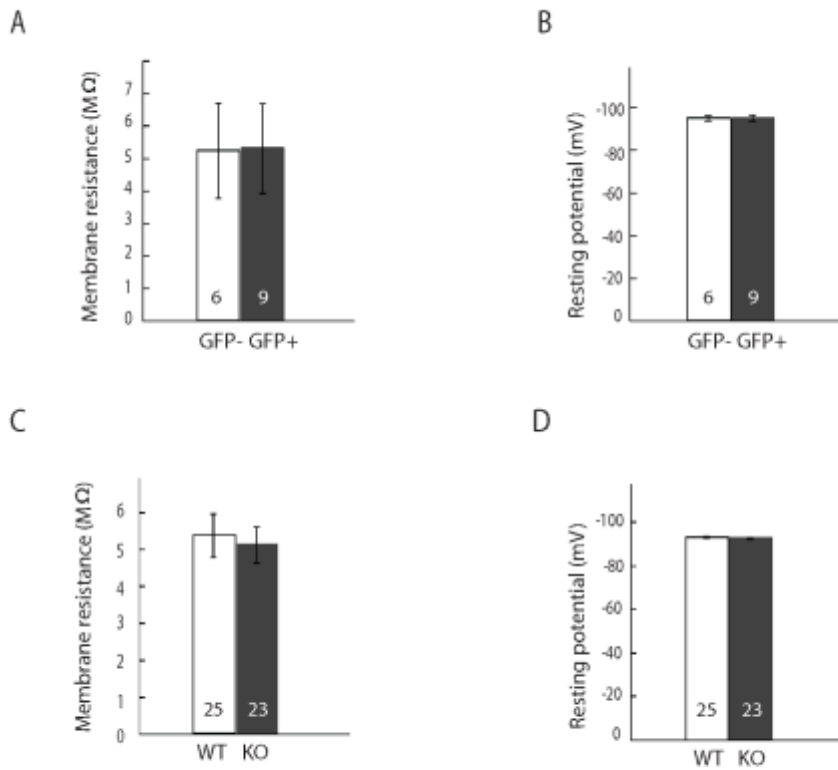 A
Membrane resistance (MΩ)
7
6
5
4
3
2
1
0
6
9
GFP- GFP+
B
Resting potential (mV)
-100
-80
-60
-40
-20
0
6
9
GFP- GFP+
C
Membrane resistance (MΩ)
6
5
4
3
2
1
0
25
23
WT KO
D
Resting potential (mV)
-100
-80
-60
-40
-20
0
25
23
WT KO